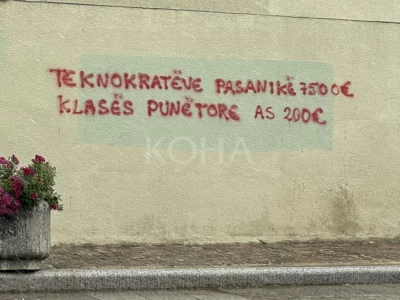 TEKNOKRATËVE PASANIKË 7500€
KLASËS PUNËTORE AS 200€
KOHA